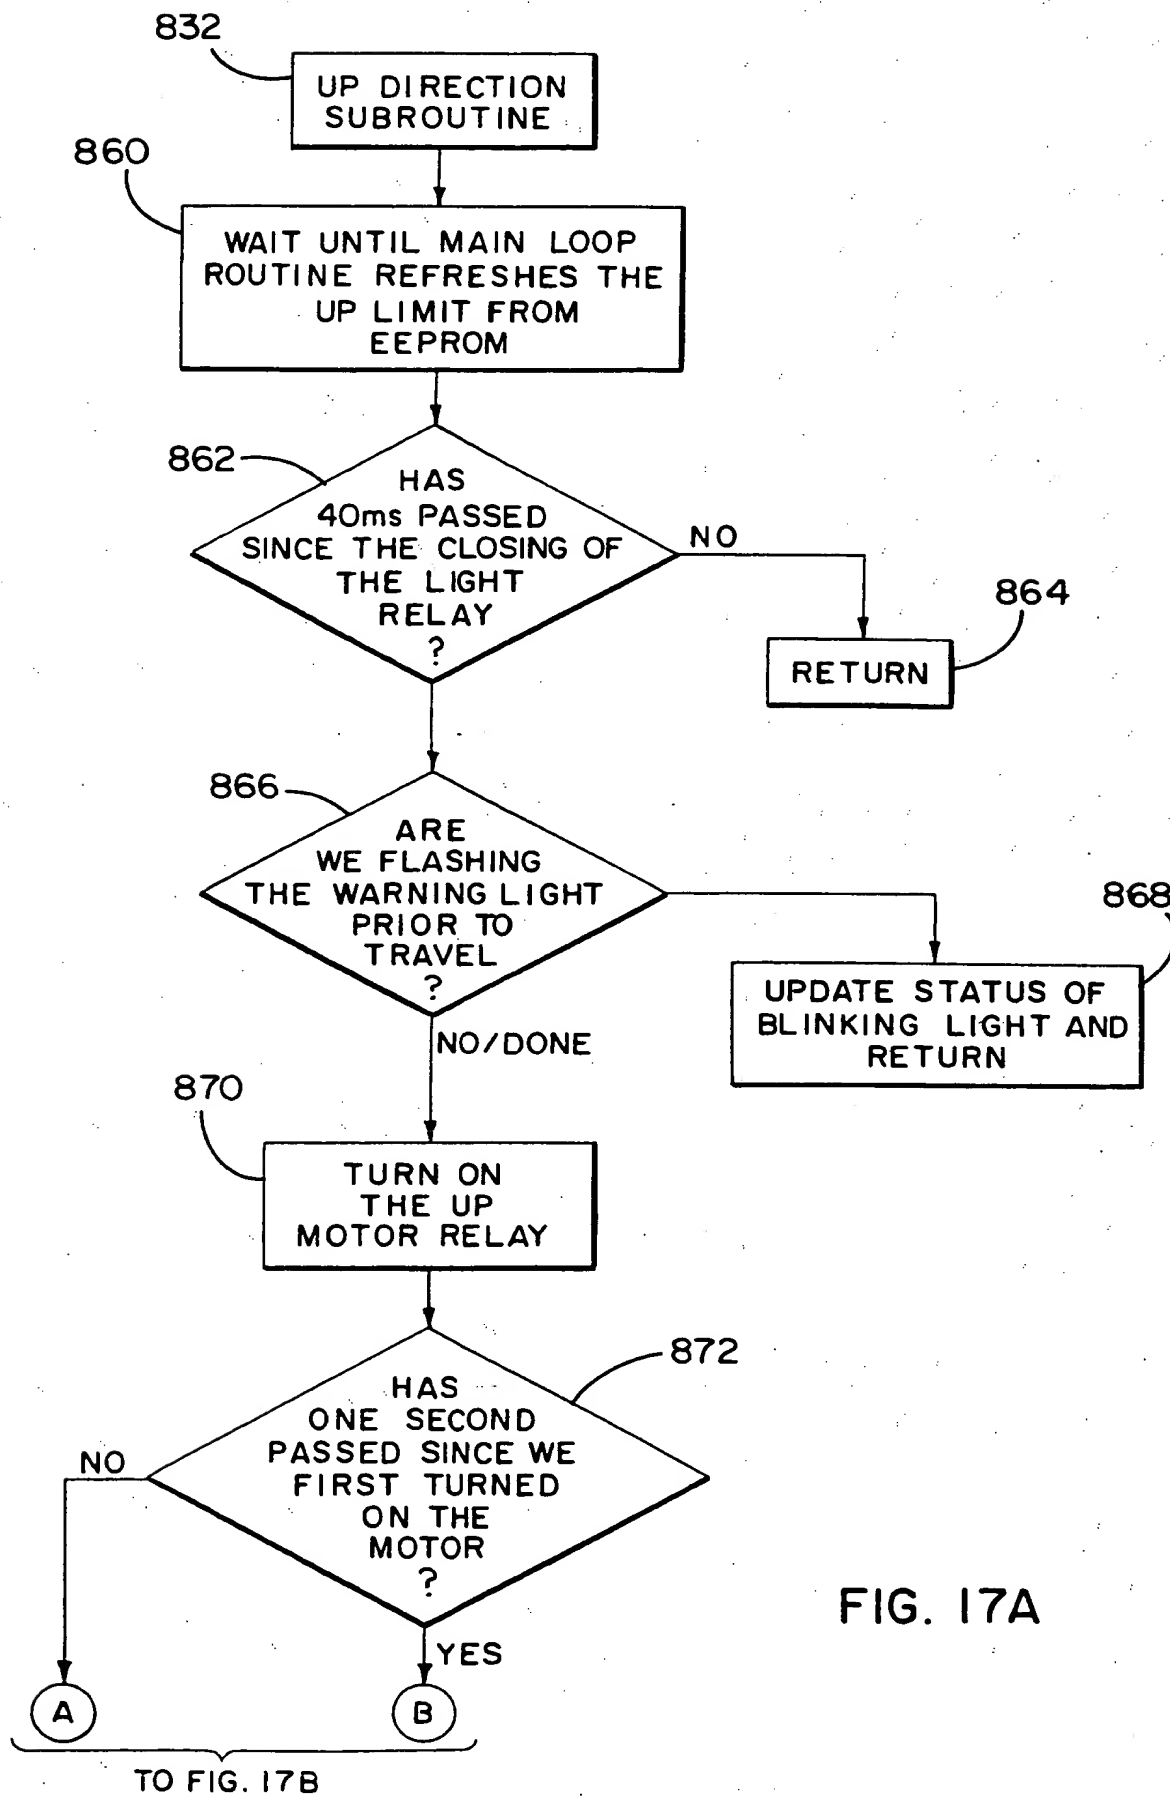 832
UP DIRECTION
SUBROUTINE
860
WAIT UNTIL MAIN LOOP
ROUTINE REFRESHES THE
UP LIMIT FROM
EEPROM
862
HAS
40ms PASSED
SINCE THE CLOSING OF
THE LIGHT
RELAY
?
NO
864
RETURN
866
ARE
WE FLASHING
THE WARNING LIGHT
PRIOR TO
TRAVEL
?
868
UPDATE STATUS OF
BLINKING LIGHT AND
RETURN
NO/DONE
870
TURN ON
THE UP
MOTOR RELAY
872
HAS
ONE SECOND
PASSED SINCE WE
FIRST TURNED
ON THE
MOTOR
?
NO
YES
A
B
TO FIG. 17B
FIG. 17A